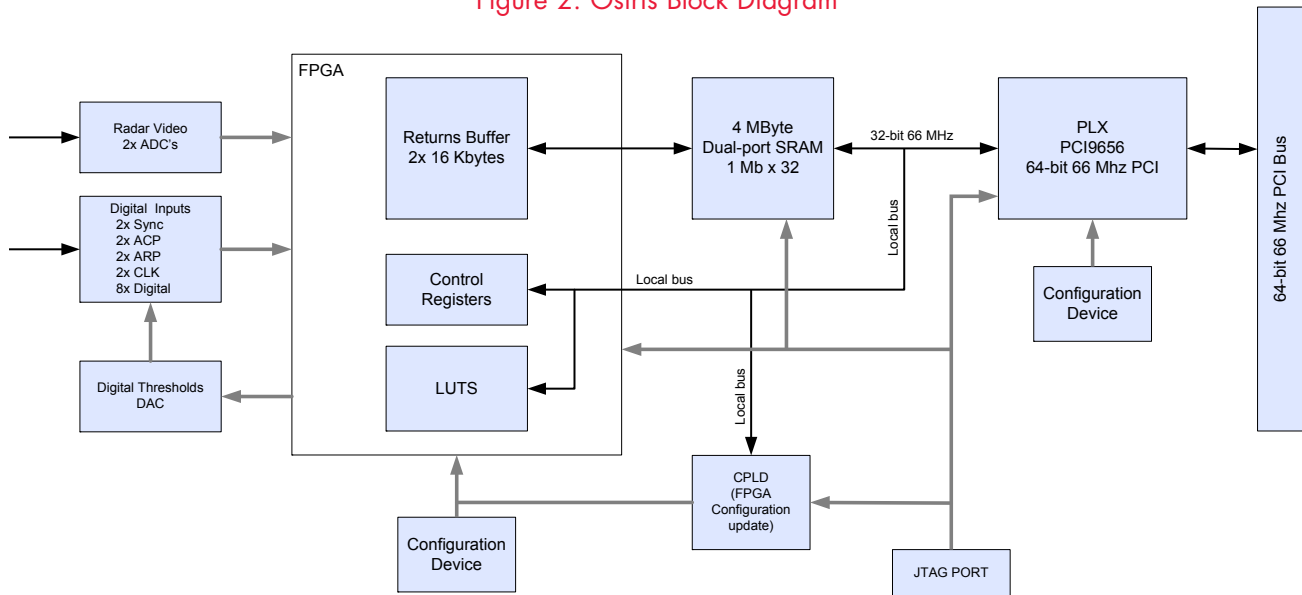 Figure 2: Osiris Block Diagram
FPGA
Radar Video
2x ADC's
Digital Inputs
2x Sync
2x ACP
2x ARP
2x CLK
8x Digital
Digital Thresholds
DAC
Returns Buffer
2x 16 Kbytes
Control
Registers
LUTS
4 MByte
Dual-port SRAM
1 Mb x 32
32-bit 66 MHz
Local bus
Local bus
Local bus
PLX
PCI9656
64-bit 66 Mhz PCI
Configuration
Device
64-bit 66 Mhz PCI Bus
CPLD
(FPGA
Configuration
update)
Configuration
Device
JTAG PORT